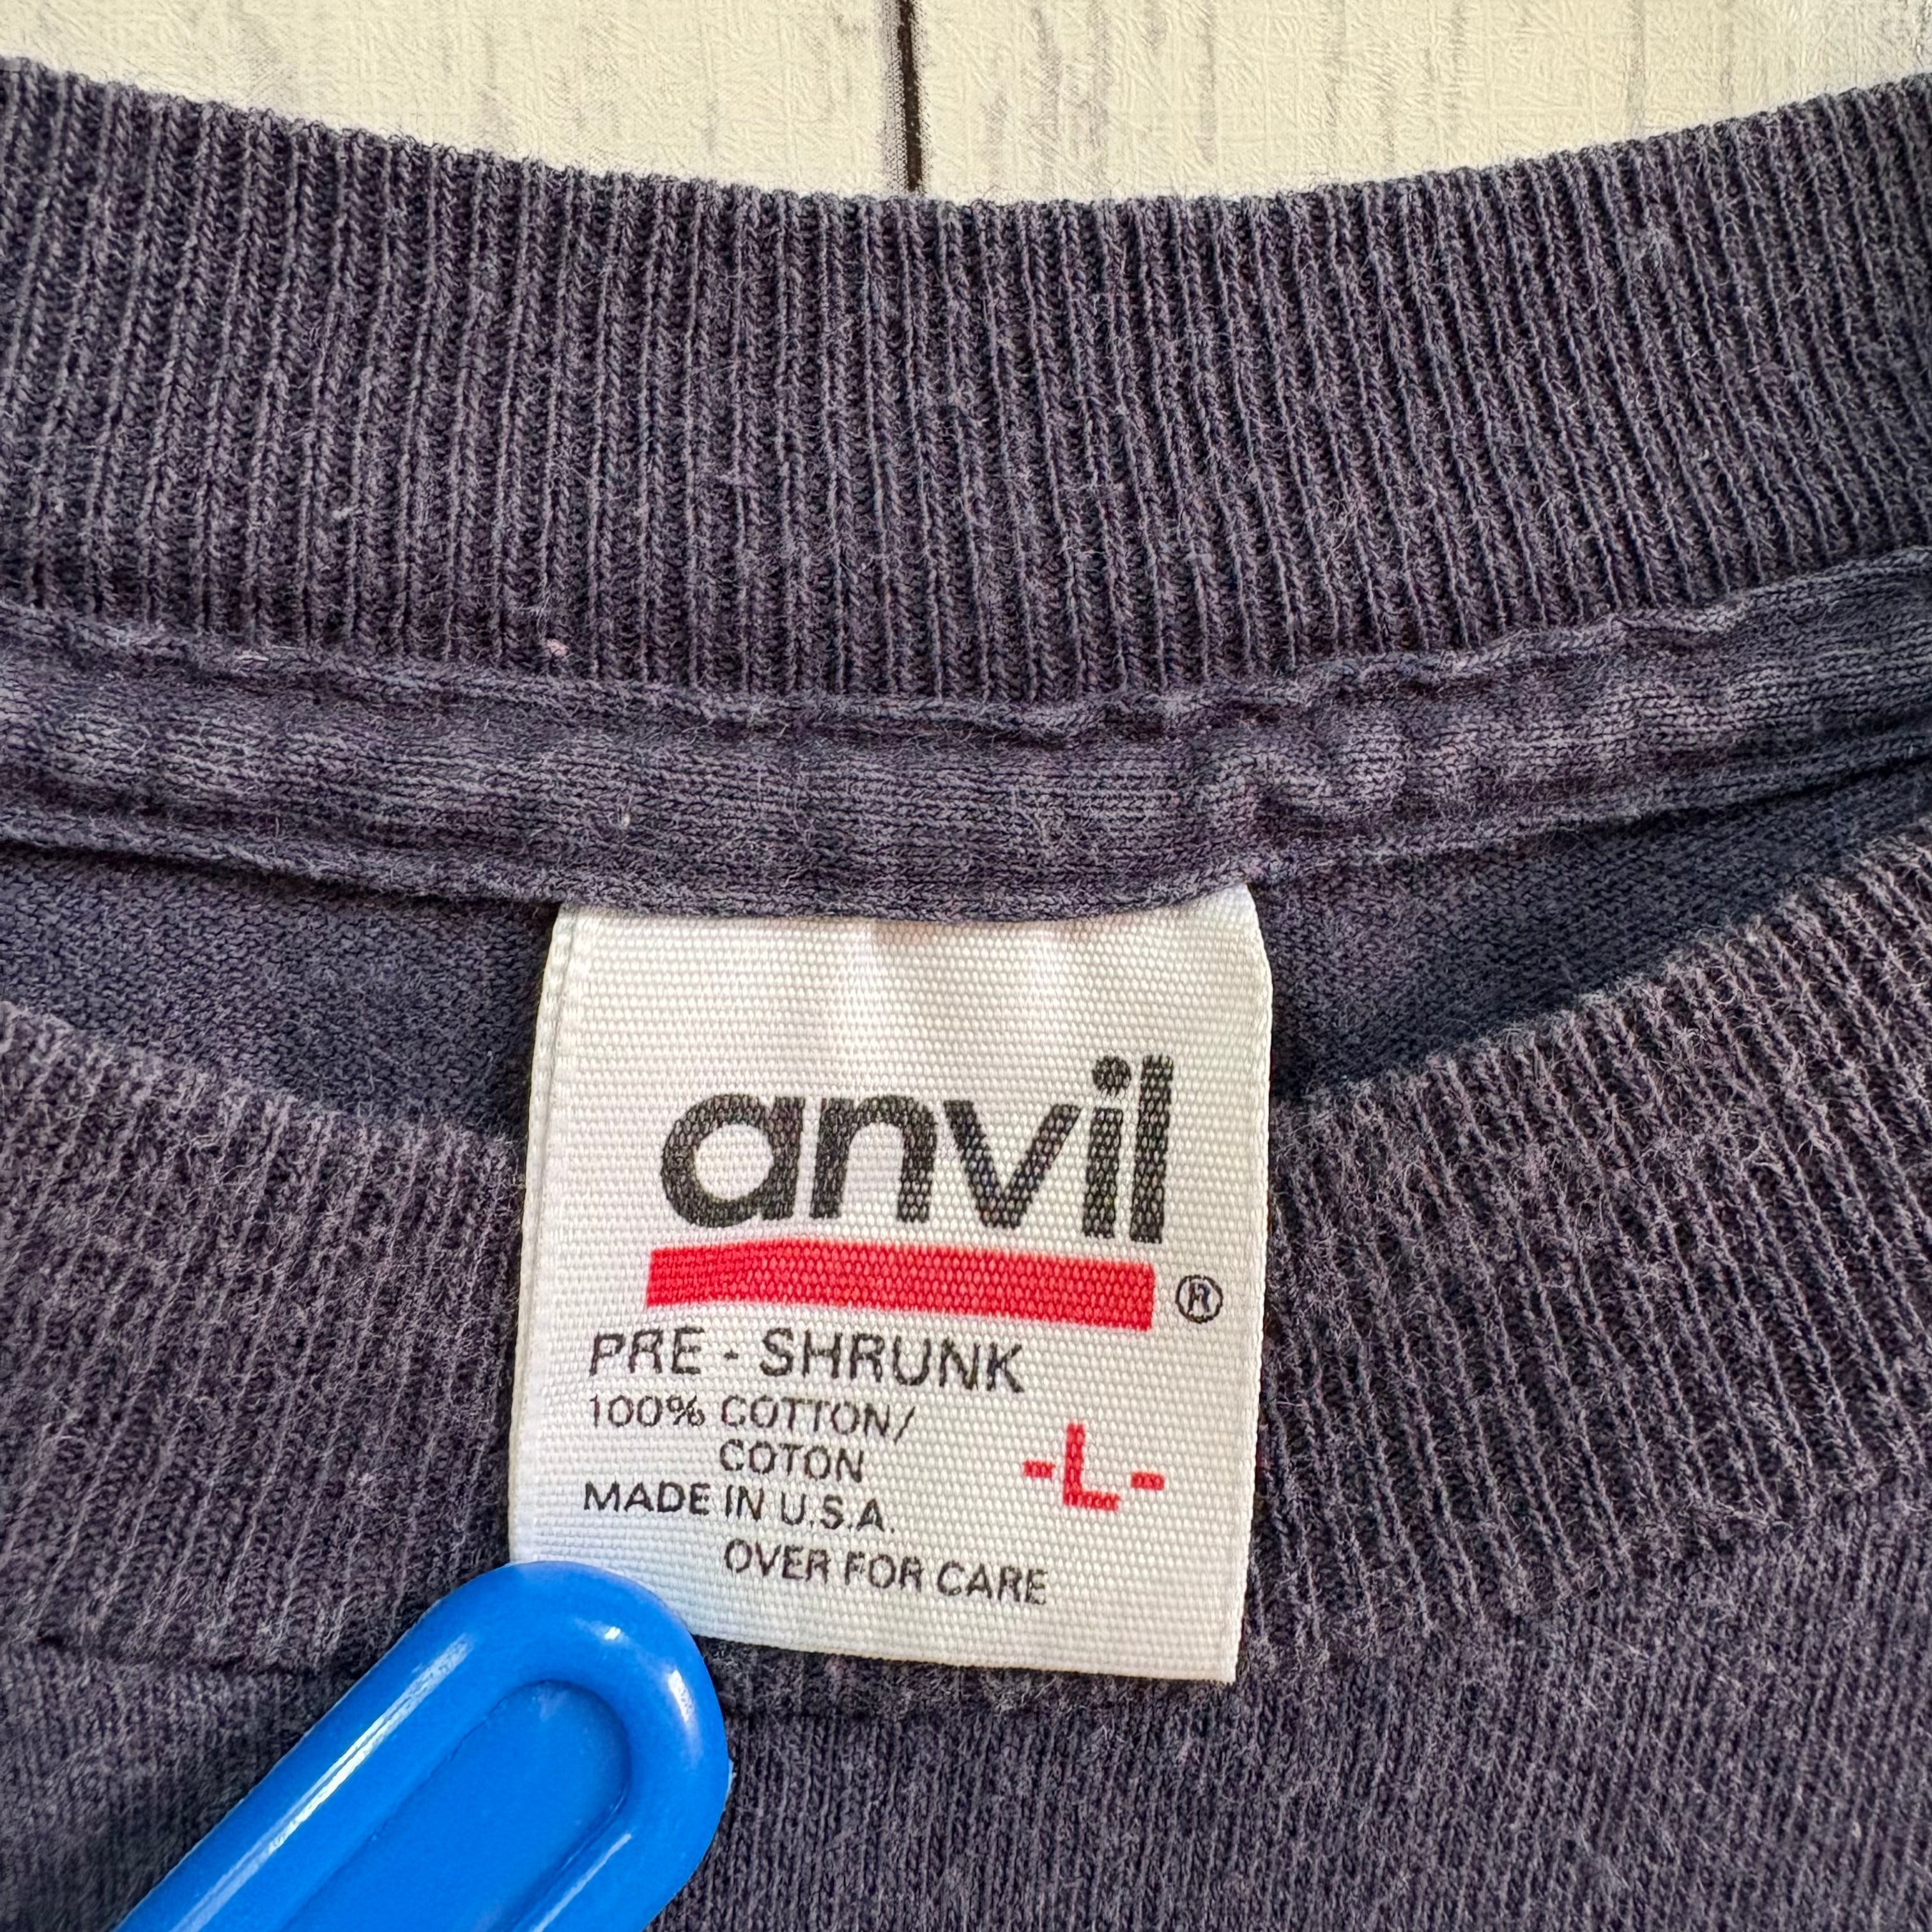 anvil
®
PRE - SHRUNK
100% COTTON/
COTON
-L-
MADE IN U.S.A.
OVER FOR CARE